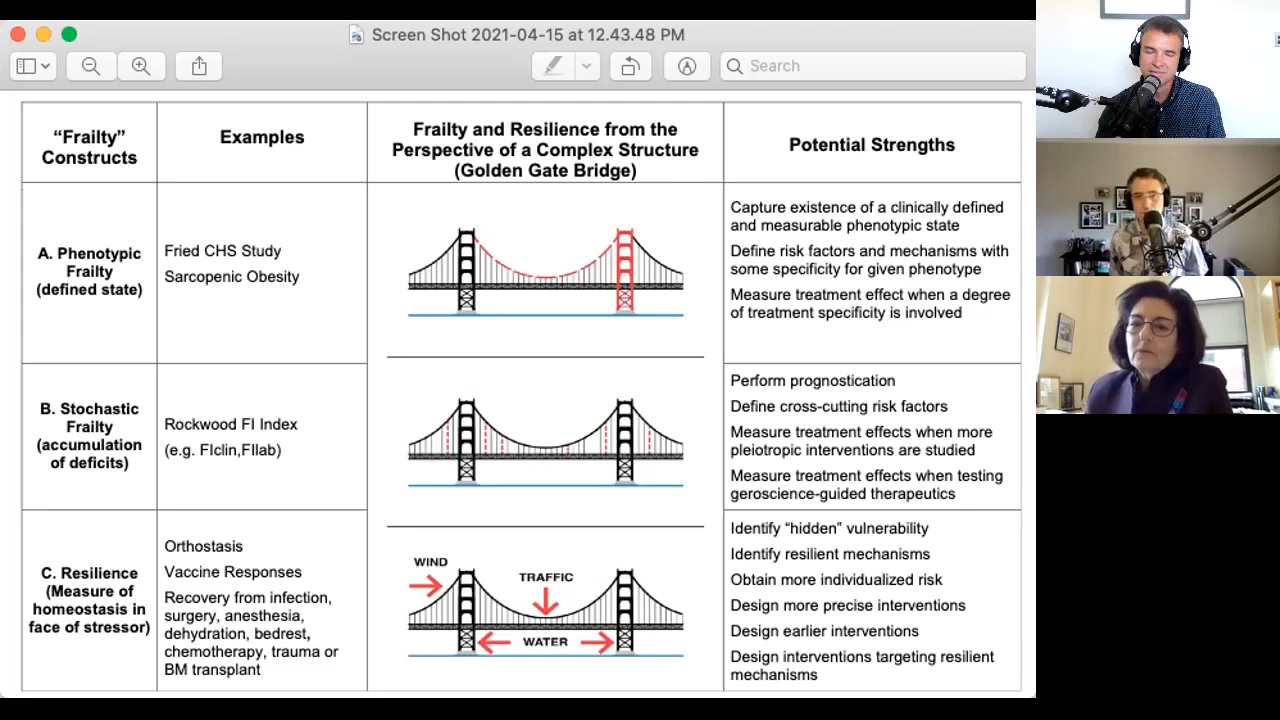 Screen Shot 2021-04-15 at 12.43.48 PM
Search
“Frailty”
Constructs
Examples
Frailty and Resilience from the
Perspective of a Complex Structure
(Golden Gate Bridge)
Potential Strengths
A. Phenotypic
Frailty
(defined state)
Fried CHS Study
Sarcopenic Obesity
Capture existence of a clinically defined
and measurable phenotypic state
Define risk factors and mechanisms with
some specificity for given phenotype
Measure treatment effect when a degree
of treatment specificity is involved
B. Stochastic
Frailty
(accumulation
of deficits)
Rockwood FI Index
(e.g. FIclin,FIlab)
Perform prognostication
Define cross-cutting risk factors
Measure treatment effects when more
pleiotropic interventions are studied
Measure treatment effects when testing
geroscience-guided therapeutics
C. Resilience
(Measure of
homeostasis in
face of stressor)
Orthostasis
Vaccine Responses
Recovery from infection,
surgery, anesthesia,
dehydration, bedrest,
chemotherapy, trauma or
BM transplant
WIND
TRAFFIC
WATER
Identify “hidden” vulnerability
Identify resilient mechanisms
Obtain more individualized risk
Design more precise interventions
Design earlier interventions
Design interventions targeting resilient
mechanisms